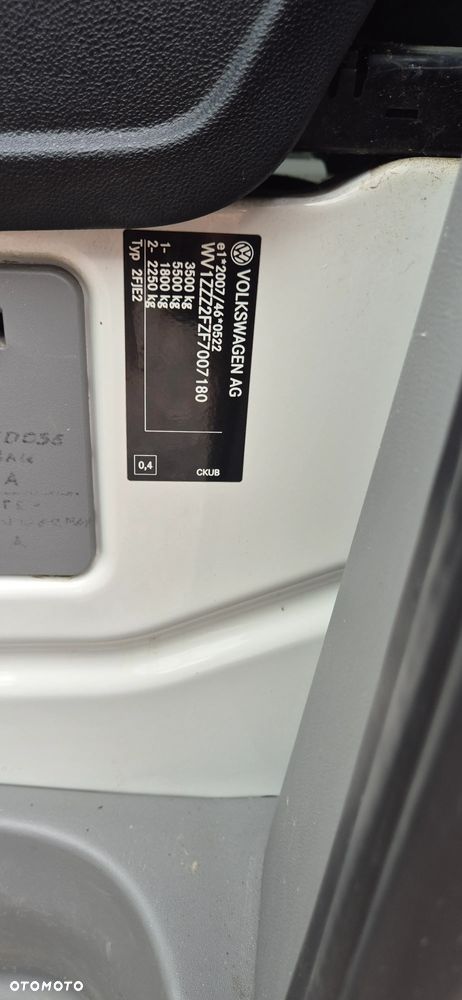 VOLKSWAGEN AG
e1*2007/46*0522
WV1ZZZ2FZF7007180
3500 kg
5500 kg
1- 1800 kg
2- 2250 kg
Typ 2FJE2
0,4
CKUB
A
OTOMOTO